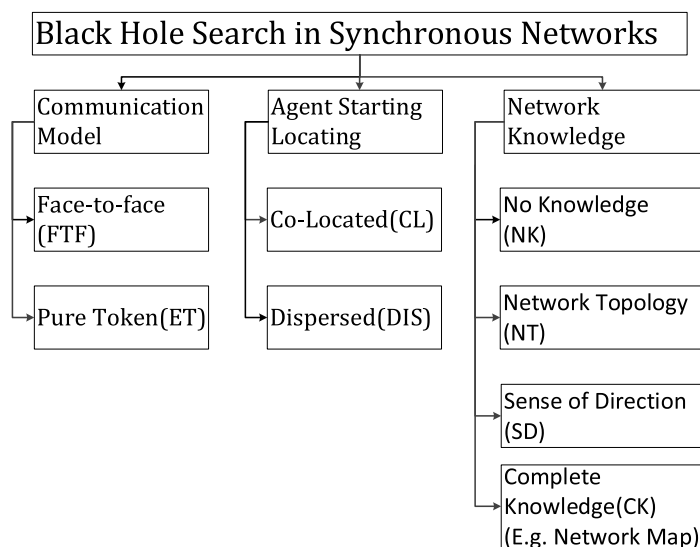 Black Hole Search in Synchronous Networks
Communication
Model
Agent Starting
Locating
Network
Knowledge
Face-to-face
(FTF)
Co-Located(CL)
No Knowledge
(NK)
Pure Token(ET)
Dispersed(DIS)
Network Topology
(NT)
Sense of Direction
(SD)
Complete
Knowledge(CK)
(E.g. Network Map)